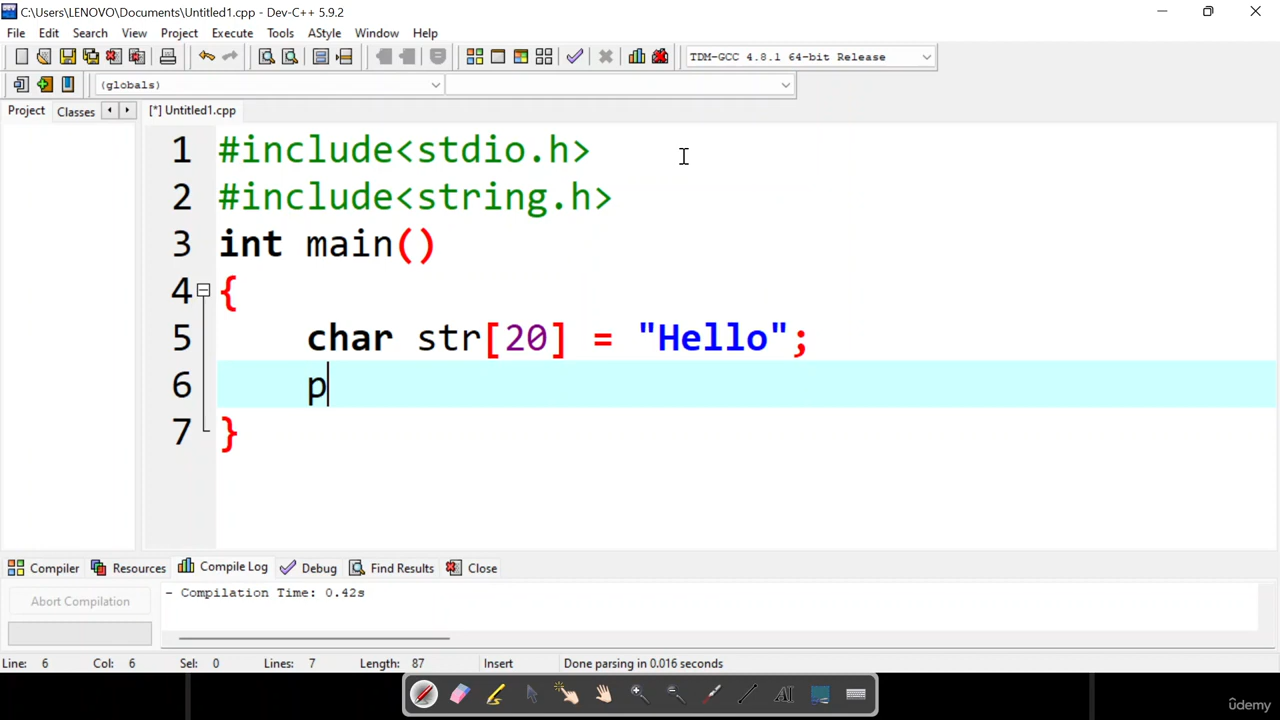 C:\Users\LENOVO\Documents\Untitled1.cpp - Dev-C++ 5.9.2
File Edit Search View Project Execute Tools AStyle Window Help
TDM-GCC 4.8.1 64-bit Release
(globals)
Project Classes [*] Untitled1.cpp
1 #include<stdio.h>
2 #include<string.h>
3 int main()
4 {
5 char str[20] = "Hello";
6 p
7 }
Compiler Resources Compile Log Debug Find Results Close
Abort Compilation
- Compilation Time: 0.42s
Line: 6 Col: 6 Sel: 0 Lines: 7 Length: 87 Insert Done parsing in 0.016 seconds
AI
ûdemy